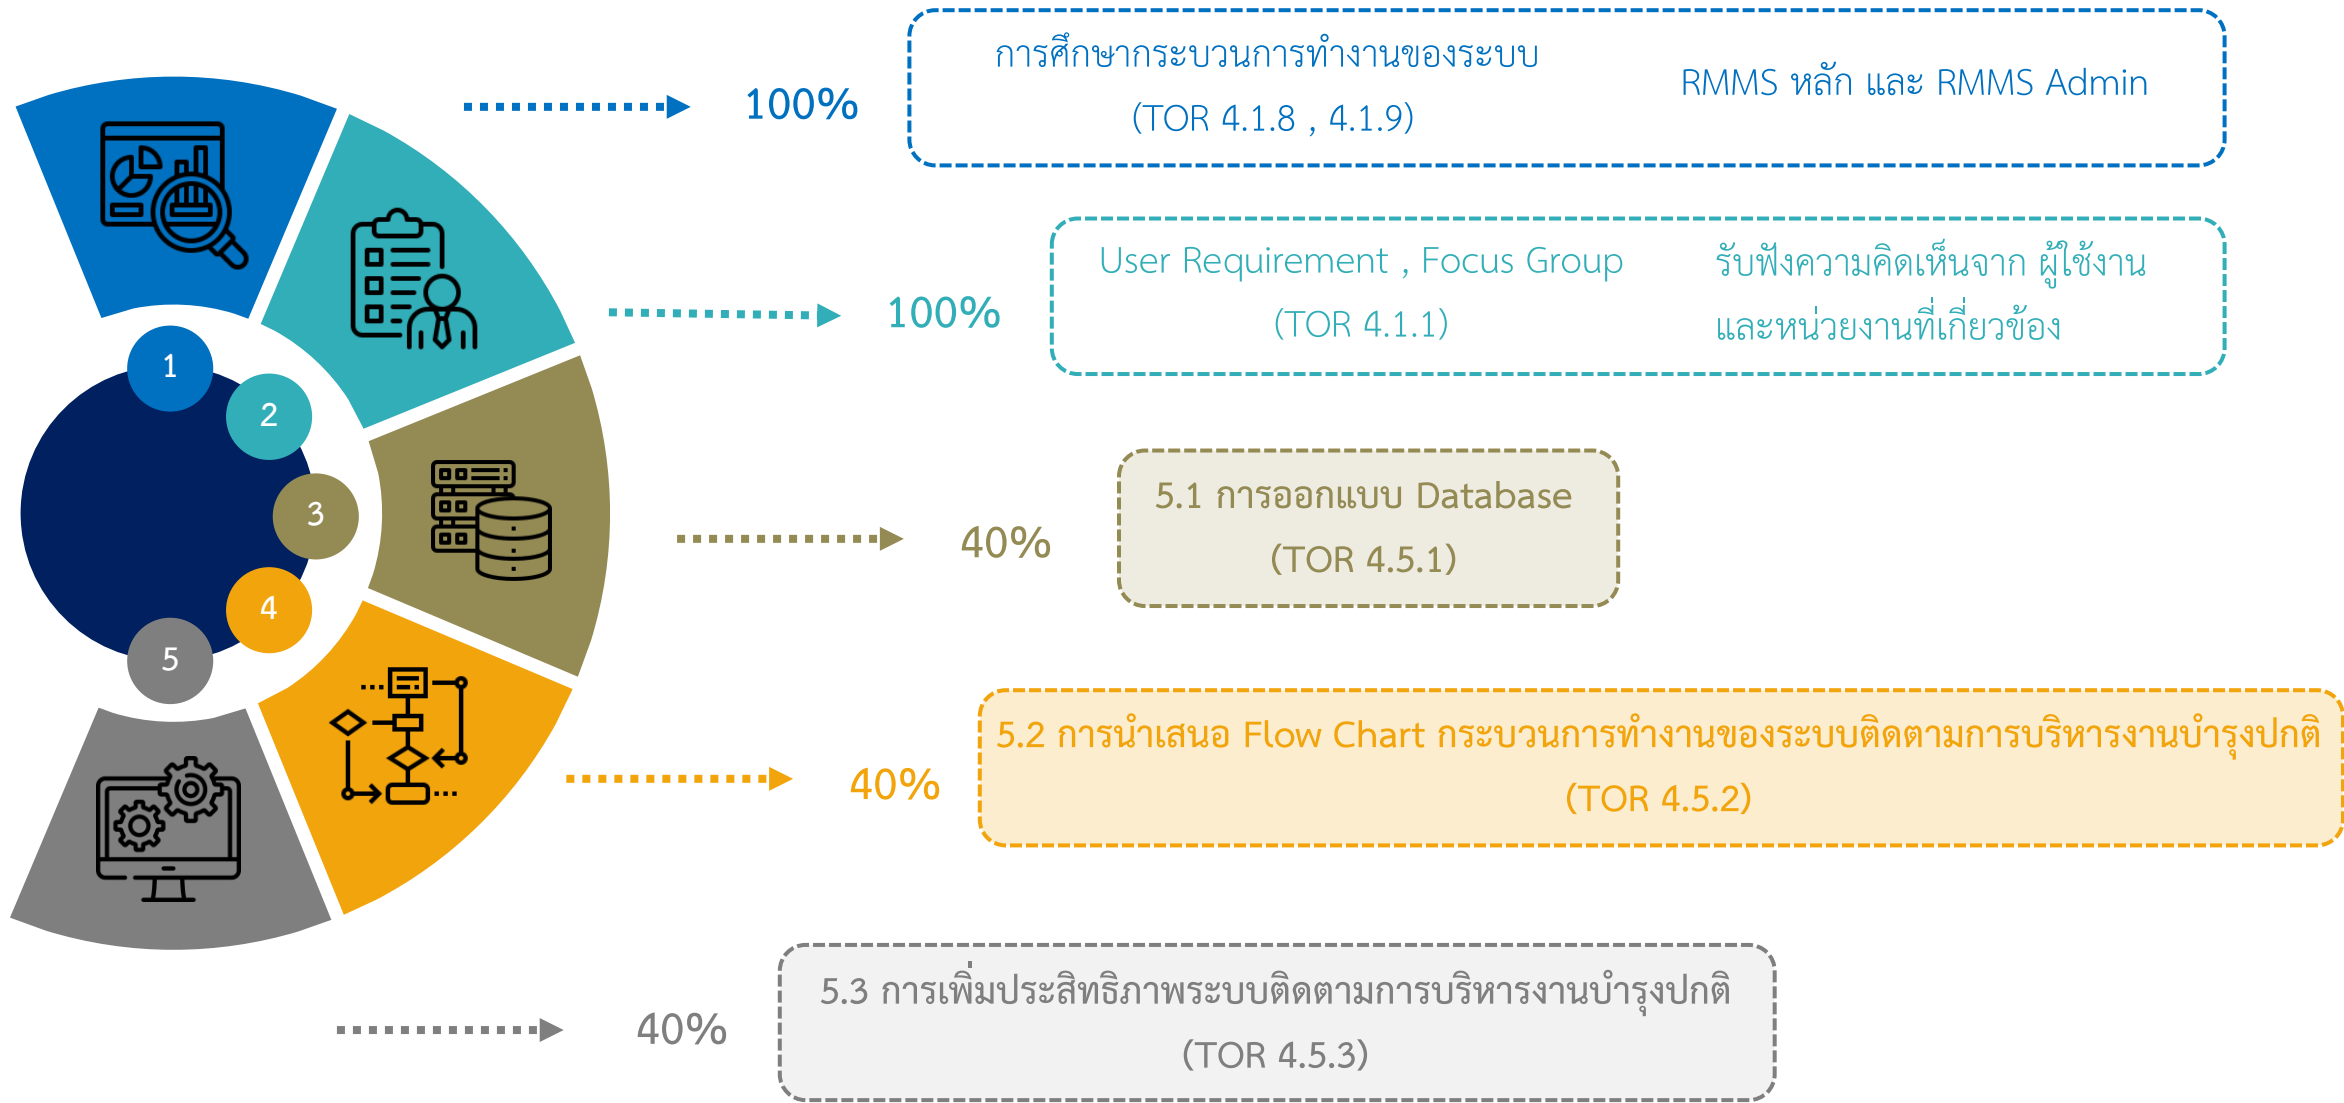 100%
การศึกษากระบวนการทำงานของระบบ
(TOR 4.1.8 , 4.1.9)
RMMS หลัก และ RMMS Admin
100%
User Requirement , Focus Group
(TOR 4.1.1)
รับฟังความคิดเห็นจาก ผู้ใช้งาน
และหน่วยงานที่เกี่ยวข้อง
1
2
3
4
5
40%
5.1 การออกแบบ Database
(TOR 4.5.1)
40%
5.2 การนำเสนอ Flow Chart กระบวนการทำงานของระบบติดตามการบริหารงานบำรุงปกติ
(TOR 4.5.2)
40%
5.3 การเพิ่มประสิทธิภาพระบบติดตามการบริหารงานบำรุงปกติ
(TOR 4.5.3)